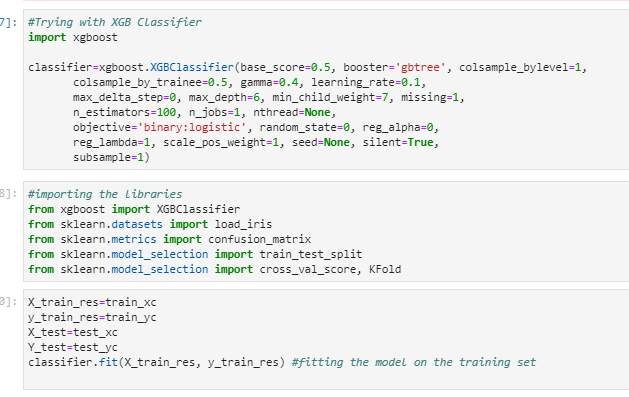 7]: #Trying with XGB Classifier
import xgboost
classifier=xgboost.XGBClassifier(base_score=0.5, booster='gbtree', colsample_bylevel=1,
colsample_by_trainee=0.5, gamma=0.4, learning_rate=0.1,
max_delta_step=0, max_depth=6, min_child_weight=7, missing=1,
n_estimators=100, n_jobs=1, nthread=None,
objective='binary:logistic', random_state=0, reg_alpha=0,
reg_lambda=1, scale_pos_weight=1, seed=None, silent=True,
subsample=1)
8]: #importing the libraries
from xgboost import XGBClassifier
from sklearn.datasets import load_iris
from sklearn.metrics import confusion_matrix
from sklearn.model_selection import train_test_split
from sklearn.model_selection import cross_val_score, KFold
0]: X_train_res=train_xc
y_train_res=train_yc
X_test=test_xc
Y_test=test_yc
classifier.fit(X_train_res, y_train_res) #fitting the model on the training set